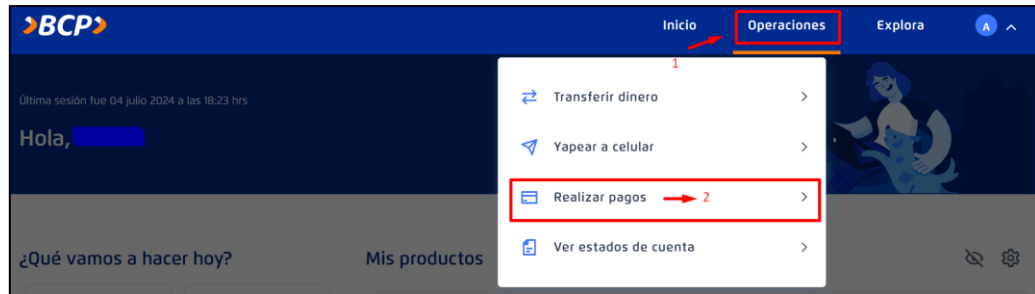 BCP
Inicio
Operaciones
Explora
A
1
Última sesión fue 04 julio 2024 a las 18:23 hrs
Hola,
Transferir dinero
Yapear a celular
Realizar pagos
2
Ver estados de cuenta
¿Qué vamos a hacer hoy?
Mis productos